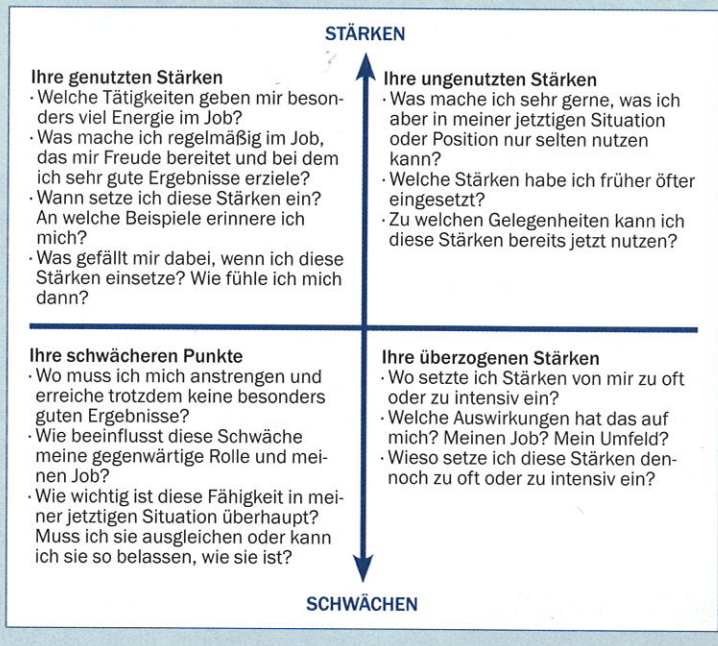 STÄRKEN
Ihre genutzten Stärken
· Welche Tätigkeiten geben mir beson-
ders viel Energie im Job?
· Was mache ich regelmäßig im Job,
das mir Freude bereitet und bei dem
ich sehr gute Ergebnisse erziele?
· Wann setze ich diese Stärken ein?
An welche Beispiele erinnere ich
mich?
· Was gefällt mir dabei, wenn ich diese
Stärken einsetze? Wie fühle ich mich
dann?
Ihre ungenutzten Stärken
· Was mache ich sehr gerne, was ich
aber in meiner jetztigen Situation
oder Position nur selten nutzen
kann?
· Welche Stärken habe ich früher öfter
eingesetzt?
· Zu welchen Gelegenheiten kann ich
diese Stärken bereits jetzt nutzen?
Ihre schwächeren Punkte
· Wo muss ich mich anstrengen und
erreiche trotzdem keine besonders
guten Ergebnisse?
· Wie beeinflusst diese Schwäche
meine gegenwärtige Rolle und mei-
nen Job?
· Wie wichtig ist diese Fähigkeit in mei-
ner jetztigen Situation überhaupt?
Muss ich sie ausgleichen oder kann
ich sie so belassen, wie sie ist?
Ihre überzogenen Stärken
· Wo setzte ich Stärken von mir zu oft
oder zu intensiv ein?
· Welche Auswirkungen hat das auf
mich? Meinen Job? Mein Umfeld?
· Wieso setze ich diese Stärken den-
noch zu oft oder zu intensiv ein?
SCHWÄCHEN